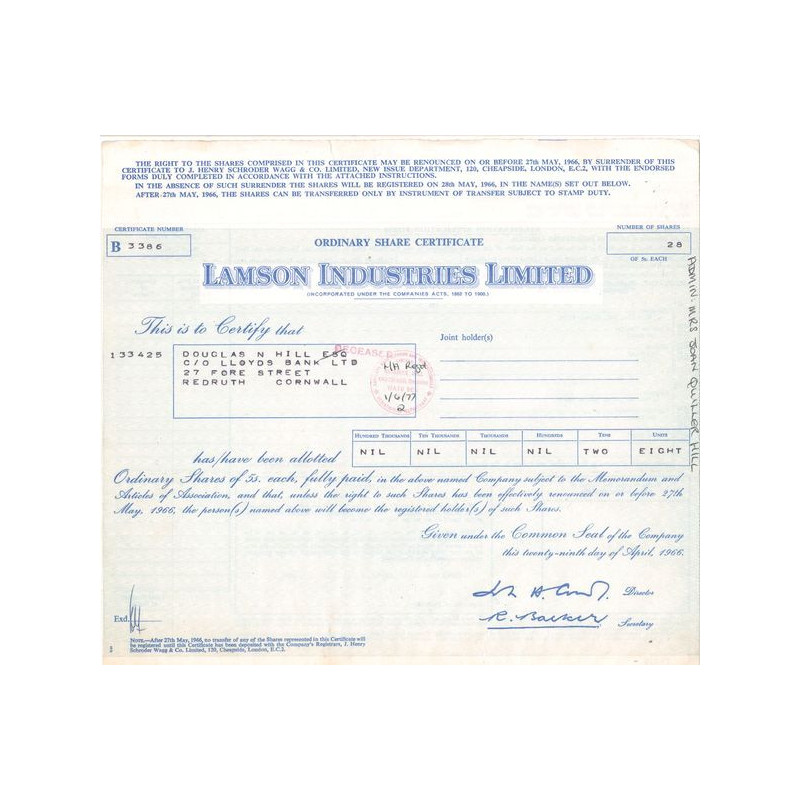 THE RIGHT TO THE SHARES COMPRISED IN THIS CERTIFICATE MAY BE RENOUNCED ON OR BEFORE 27th MAY, 1966, BY SURRENDER OF THIS
CERTIFICATE TO J. HENRY SCHRODER WAGG & CO. LIMITED, NEW ISSUE DEPARTMENT, 120, CHEAPSIDE, LONDON, E.C.2, WITH THE ENDORSED
FORMS DULY COMPLETED IN ACCORDANCE WITH THE ATTACHED INSTRUCTIONS.
IN THE ABSENCE OF SUCH SURRENDER THE SHARES WILL BE REGISTERED ON 28th MAY, 1966, IN THE NAME(S) SET OUT BELOW.
AFTER 27th MAY, 1966, THE SHARES CAN BE TRANSFERRED ONLY BY INSTRUMENT OF TRANSFER SUBJECT TO STAMP DUTY.
CERTIFICATE NUMBER
B 3386
ORDINARY SHARE CERTIFICATE
NUMBER OF SHARES
28
OF 5s. EACH
LAMSON INDUSTRIES LIMITED
(INCORPORATED UNDER THE COMPANIES ACTS, 1862 TO 1900.)
This is to Certify that
Joint holder(s)
133425
DOUGLAS N HILL ESQ
C/O LLOYDS BANK LTD
27 FORE STREET
REDRUTH CORNWALL
DECEASED
1/6/77
2
ADMIN: MRS JOAN QUILLER HILL
HUNDRED THOUSANDS TEN THOUSANDS THOUSANDS HUNDREDS TENS UNITS
NIL NIL NIL NIL TWO EIGHT
has/have been allotted
Ordinary Shares of 5s. each, fully paid, in the above named Company subject to the Memorandum and
Articles of Association, and that, unless the right to such Shares has been effectively renounced on or before 27th
May, 1966, the person(s) named above will become the registered holder(s) of such Shares.
Given under the Common Seal of the Company
this twenty-ninth day of April, 1966.
Director
R. Barker
Secretary
Exd.
NOTE.—After 27th May, 1966, no transfer of any of the Shares represented in this Certificate will
be registered until this Certificate has been deposited with the Company's Registrars, J. Henry
Schroder Wagg & Co. Limited, 120, Cheapside, London, E.C.2.